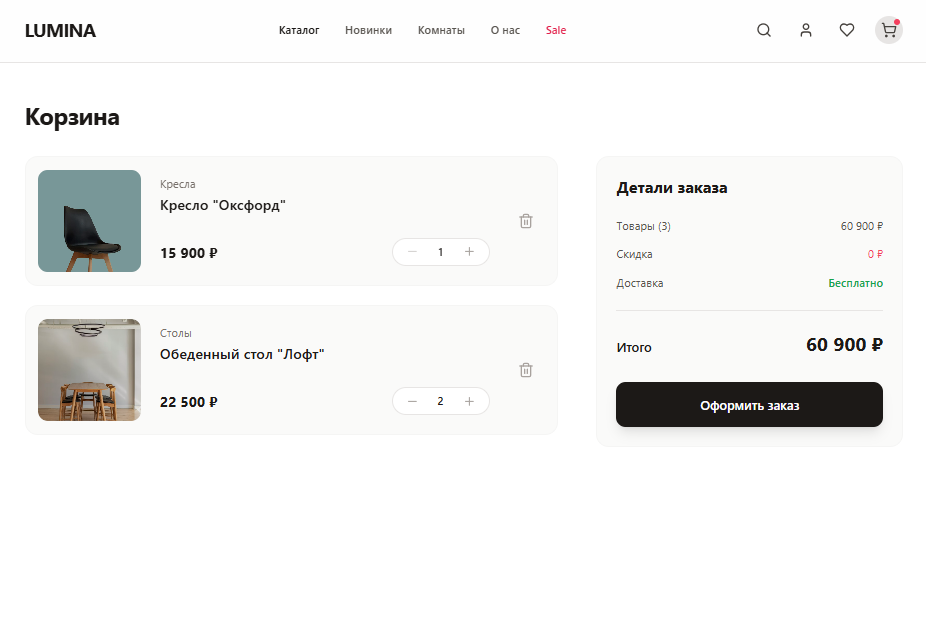 LUMINA
Каталог Новинки Комнаты О нас Sale
Корзина
Кресла
Кресло "Оксфорд"
15 900 ₽
1
Столы
Обеденный стол "Лофт"
22 500 ₽
2
Детали заказа
Товары (3) 60 900 ₽
Скидка 0 ₽
Доставка Бесплатно
Итого 60 900 ₽
Оформить заказ